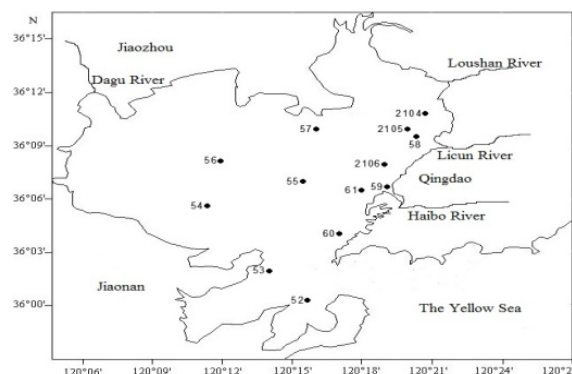 N
36°15'
Jiaozhou
Loushan River
Dagu River
36°12'
2104
57
2105
58
36°09'
Licun River
56
2106
Qingdao
55
61
59
36°06'
54
Haibo River
60
36°03'
53
Jiaonan
52
The Yellow Sea
36°00'
120°06' 120°09' 120°12' 120°15' 120°18' 120°21' 120°24' 120°2